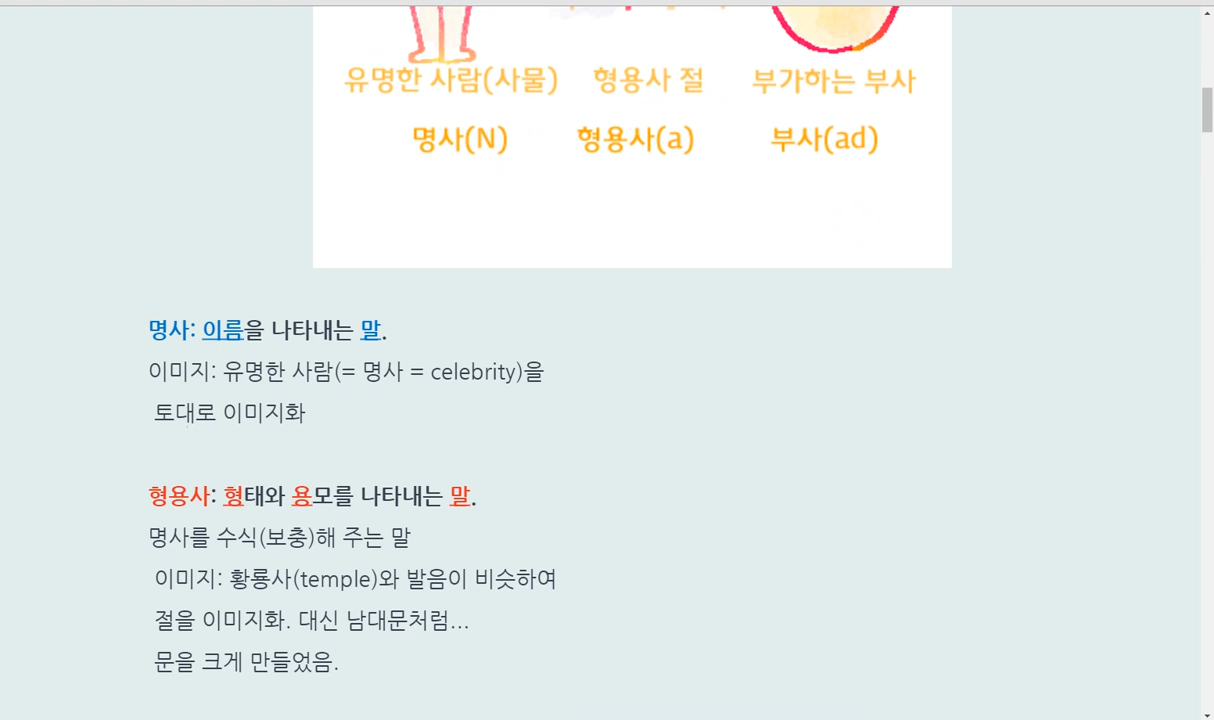 유명한 사람(사물) 형용사 절 부가하는 부사
명사(N) 형용사(a) 부사(ad)
명사: 이름을 나타내는 말.
이미지: 유명한 사람(= 명사 = celebrity)을
토대로 이미지화
형용사: 형태와 용모를 나타내는 말.
명사를 수식(보충)해 주는 말
이미지: 황룡사(temple)와 발음이 비슷하여
절을 이미지화. 대신 남대문처럼...
문을 크게 만들었음.